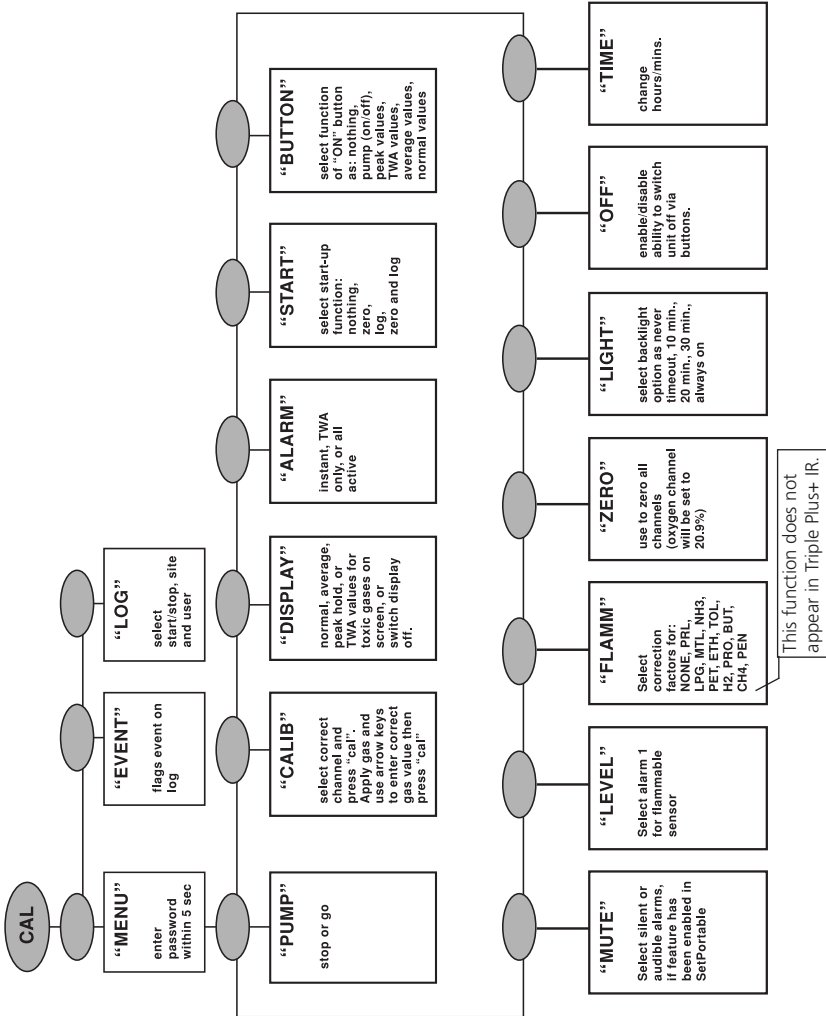 CAL
“MENU”
enter
password
within 5 sec
“EVENT”
flags event on
log
“LOG”
select
start/stop, site
and user
“PUMP”
stop or go
“CALIB”
select correct
channel and
press “cal”.
Apply gas and
use arrow keys
to enter correct
gas value then
press “cal”
“DISPLAY”
normal, average,
peak hold, or
TWA values for
toxic gases on
screen, or
switch display
off.
“ALARM”
instant, TWA
only, or all
active
“START”
select start-up
function:
nothing,
zero,
log,
zero and log
“BUTTON”
select function
of “ON” button
as: nothing,
pump (on/off),
peak values,
TWA values,
average values,
normal values
“MUTE”
Select silent or
audible alarms,
if feature has
been enabled in
SetPortable
“LEVEL”
Select alarm 1
for flammable
sensor
“FLAMM”
Select
correction
factors for:
NONE, PRL,
LPG, MTL, NH3,
PET, ETH, TOL,
H2, PRO, BUT,
CH4, PEN
“ZERO”
use to zero all
channels
(oxygen channel
will be set to
20.9%)
“LIGHT”
select backlight
option as never
timeout, 10 min.,
20 min., 30 min.,
always on
“OFF”
enable/disable
ability to switch
unit off via
buttons.
“TIME”
change
hours/mins.
This function does not
appear in Triple Plus+ IR.